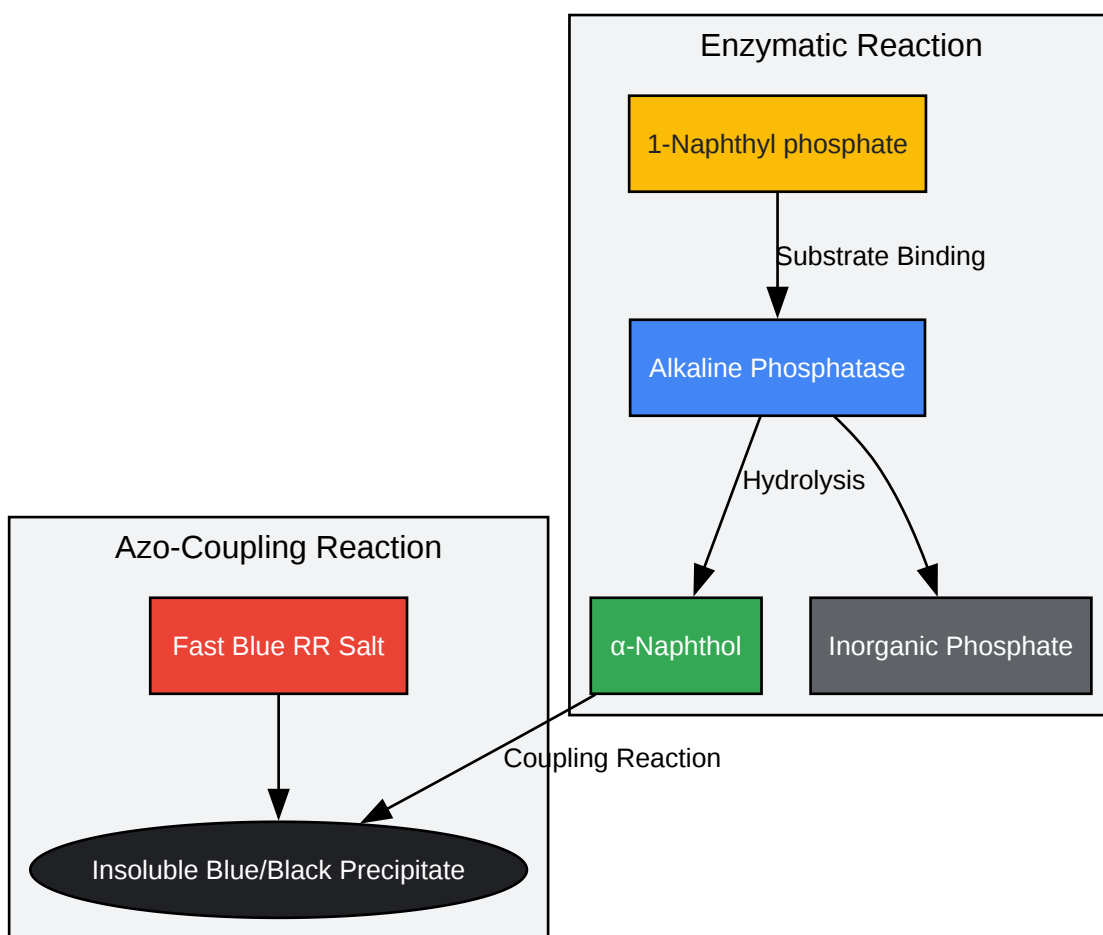 Enzymatic Reaction
1-Naphthyl phosphate
Substrate Binding
Alkaline Phosphatase
Hydrolysis
Azo-Coupling Reaction
Fast Blue RR Salt
α-Naphthol
Inorganic Phosphate
Coupling Reaction
Insoluble Blue/Black Precipitate